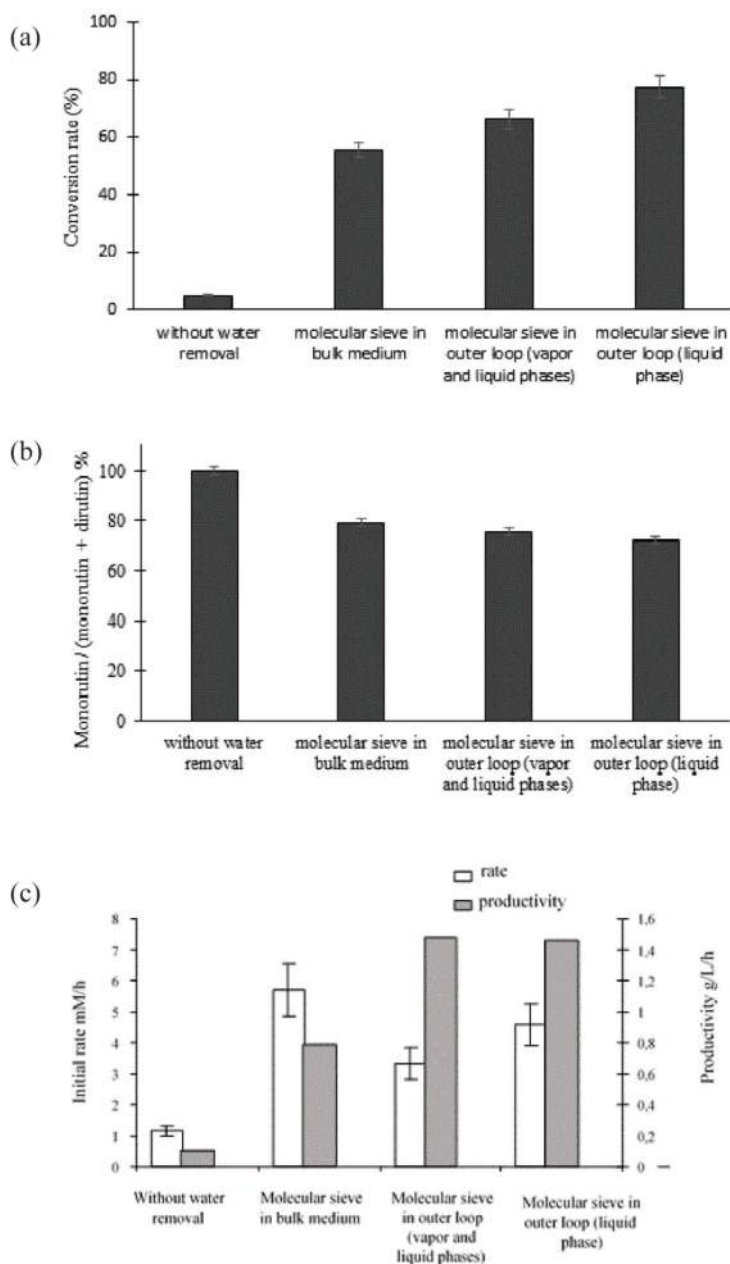 (a)
Conversion rate (%)
100
80
60
40
20
0
without water
removal
molecular sieve in
bulk medium
molecular sieve in
outer loop (vapor
and liquid phases)
molecular sieve in
outer loop (liquid
phase)
(b)
Monorutin/ (monorutin + dirutin) %
100
80
60
40
20
0
without water
removal
molecular sieve in
bulk medium
molecular sieve in
outer loop (vapor
and liquid phases)
molecular sieve in
outer loop (liquid
phase)
(c)
rate
productivity
Initial rate mM/h
8
7
6
5
4
3
2
1
0
1,6
1,4
1,2
1
0,8
0,6
0,4
0,2
0
Productivity g/L/h
Without water
removal
Molecular sieve
in bulk medium
Molecular sieve
in outer loop
(vapor and
liquid phases)
Molecular sieve in
outer loop (liquid
phase)